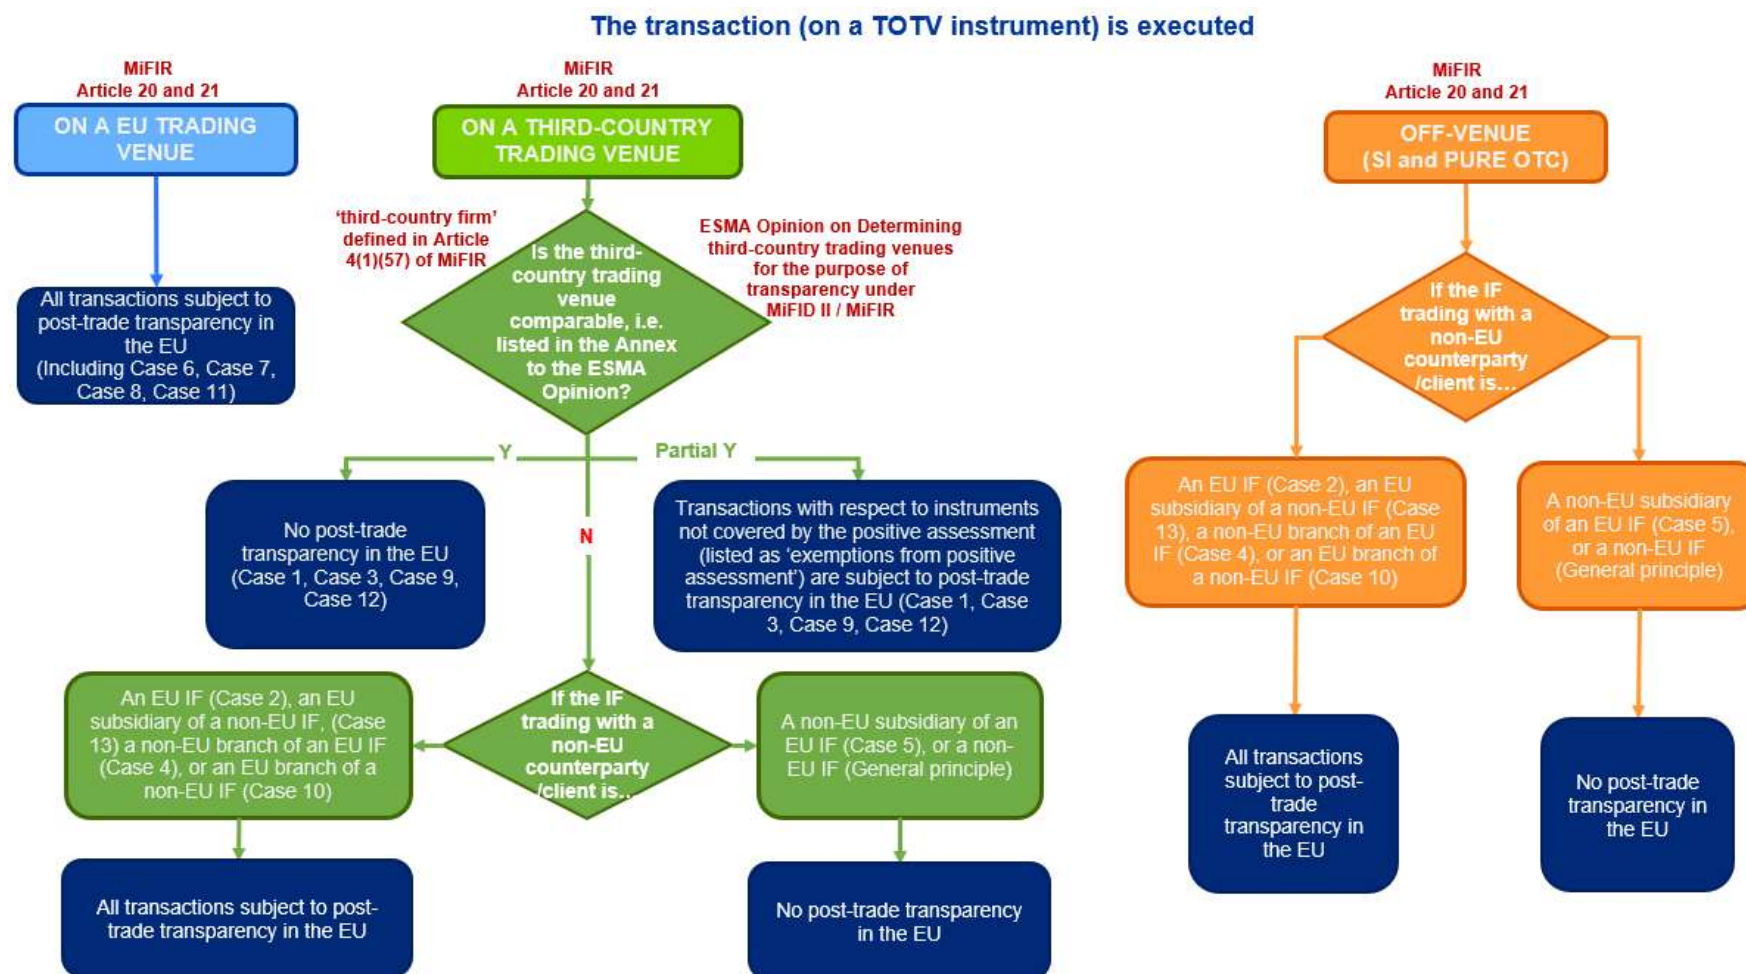 The transaction (on a TOTV instrument) is executed
MiFIR
Article 20 and 21
ON A EU TRADING
VENUE
All transactions subject to
post-trade transparency in
the EU
(Including Case 6, Case 7,
Case 8, Case 11)
MiFIR
Article 20 and 21
ON A THIRD-COUNTRY
TRADING VENUE
‘third-country firm’
defined in Article
4(1)(57) of MiFIR
Is the third-
country trading
venue
comparable, i.e.
listed in the Annex
to the ESMA
Opinion?
ESMA Opinion on Determining
third-country trading venues
for the purpose of
transparency under
MiFID II / MiFIR
Y
Partial Y
N
No post-trade
transparency in the EU
(Case 1, Case 3, Case 9,
Case 12)
Transactions with respect to instruments
not covered by the positive assessment
(listed as ‘exemptions from positive
assessment’) are subject to post-trade
transparency in the EU (Case 1, Case
3, Case 9, Case 12)
An EU IF (Case 2), an EU
subsidiary of a non-EU IF, (Case
13) a non-EU branch of an EU IF
(Case 4), or an EU branch of a
non-EU IF (Case 10)
If the IF
trading with a
non-EU
counterparty
/client is...
A non-EU subsidiary of an
EU IF (Case 5), or a non-
EU IF (General principle)
All transactions subject to post-
trade transparency in the EU
No post-trade transparency
in the EU
MiFIR
Article 20 and 21
OFF-VENUE
(SI and PURE OTC)
If the IF
trading with a
non-EU
counterparty
/client is…
An EU IF (Case 2), an EU
subsidiary of a non-EU IF (Case
13), a non-EU branch of an EU
IF (Case 4), or an EU branch of
a non-EU IF (Case 10)
A non-EU subsidiary
of an EU IF (Case 5),
or a non-EU IF
(General principle)
All transactions
subject to post-
trade
transparency in
the EU
No post-trade
transparency in
the EU